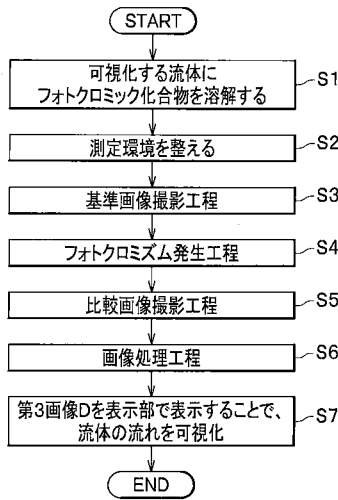 START
可視化する流体に
フォトクロミック化合物を溶解する
S1
測定環境を整える
S2
基準画像撮影工程
S3
フォトクロミズム発生工程
S4
比較画像撮影工程
S5
画像処理工程
S6
第3画像Dを表示部で表示することで、
流体の流れを可視化
S7
END